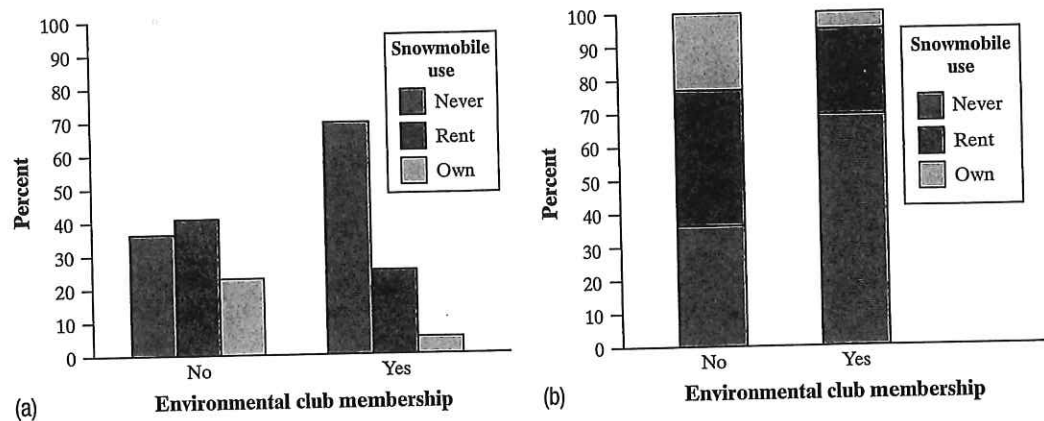 100
90
80
70
60
50
40
30
20
10
0
Percent
Snowmobile
use
Never
Rent
Own
No
Yes
Environmental club membership
(a)
100
90
80
70
60
50
40
30
20
10
0
Percent
Snowmobile
use
Never
Rent
Own
No
Yes
Environmental club membership
(b)